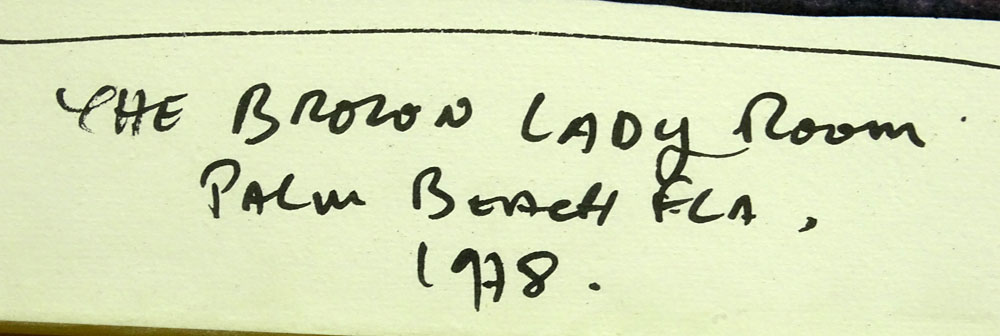 THE BROWN LADY ROOM
PALM BEACH FLA,
1978.